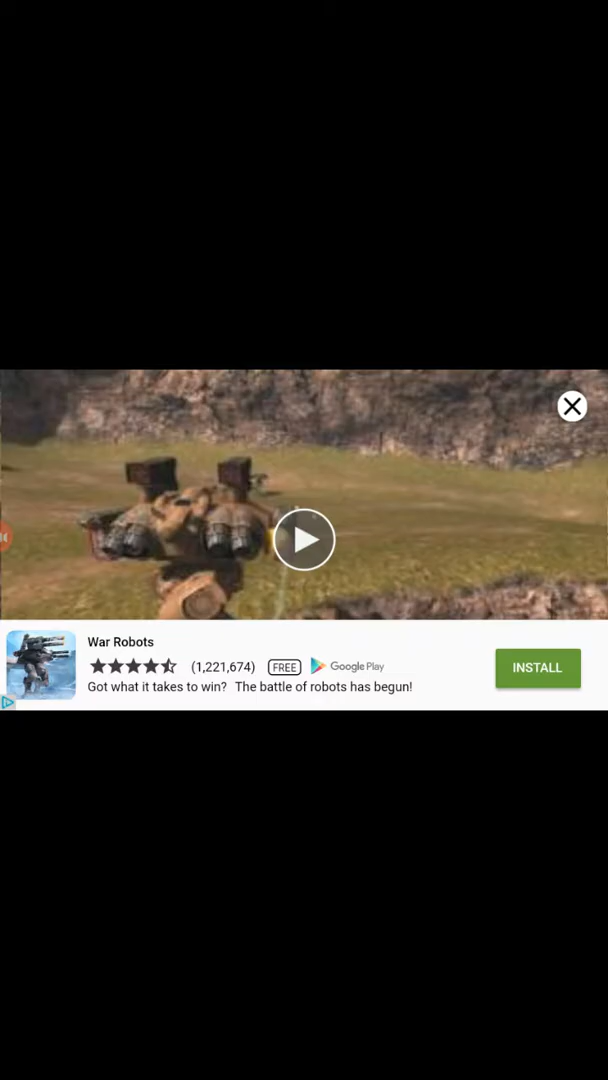 War Robots
(1,221,674) FREE Google Play
Got what it takes to win? The battle of robots has begun!
INSTALL